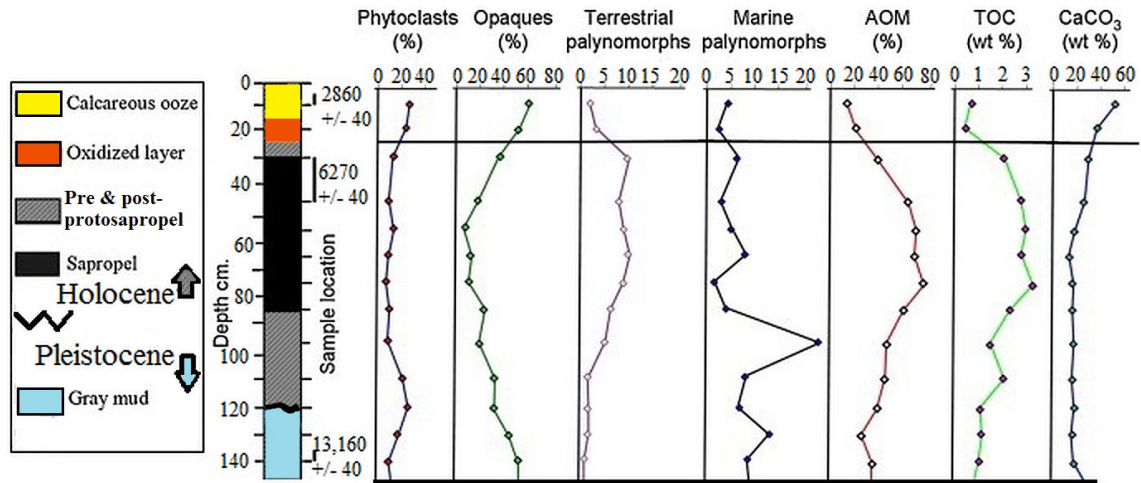 Phytoclasts
(%)
0 20 40
Opaques
(%)
0 20 40 60 80
Terrestrial
palynomorphs
0 5 10 15 20
Marine
palynomorphs
0 5 10 15 20
AOM
(%)
0 20 40 60 80
TOC
(wt %)
0 1 2 3
CaCO3
(wt %)
0 20 40 60
Calcareous ooze
Oxidized layer
Pre & post-
protosapropel
Sapropel
Holocene
Pleistocene
Gray mud
Depth cm.
0
20
40
60
80
100
120
140
2860
+/- 40
6270
+/- 40
13,160
+/- 40
Sample location